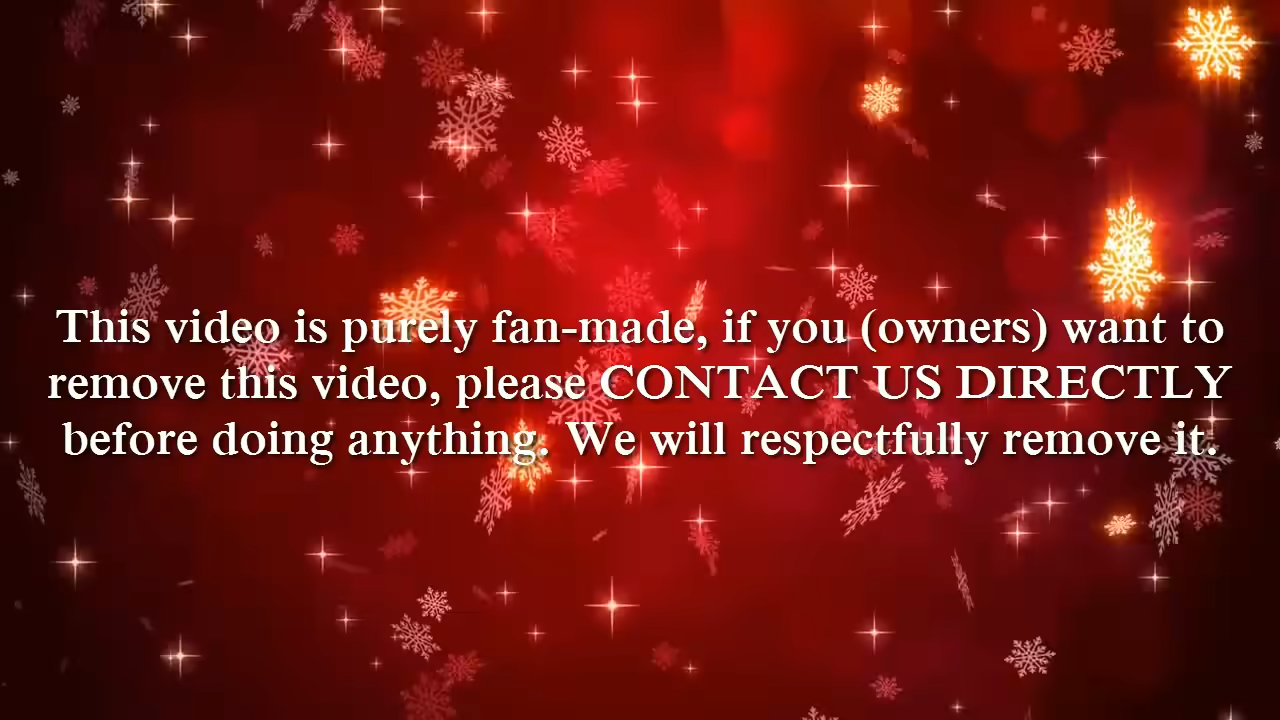 This video is purely fan-made, if you (owners) want to
remove this video, please CONTACT US DIRECTLY
before doing anything. We will respectfully remove it.